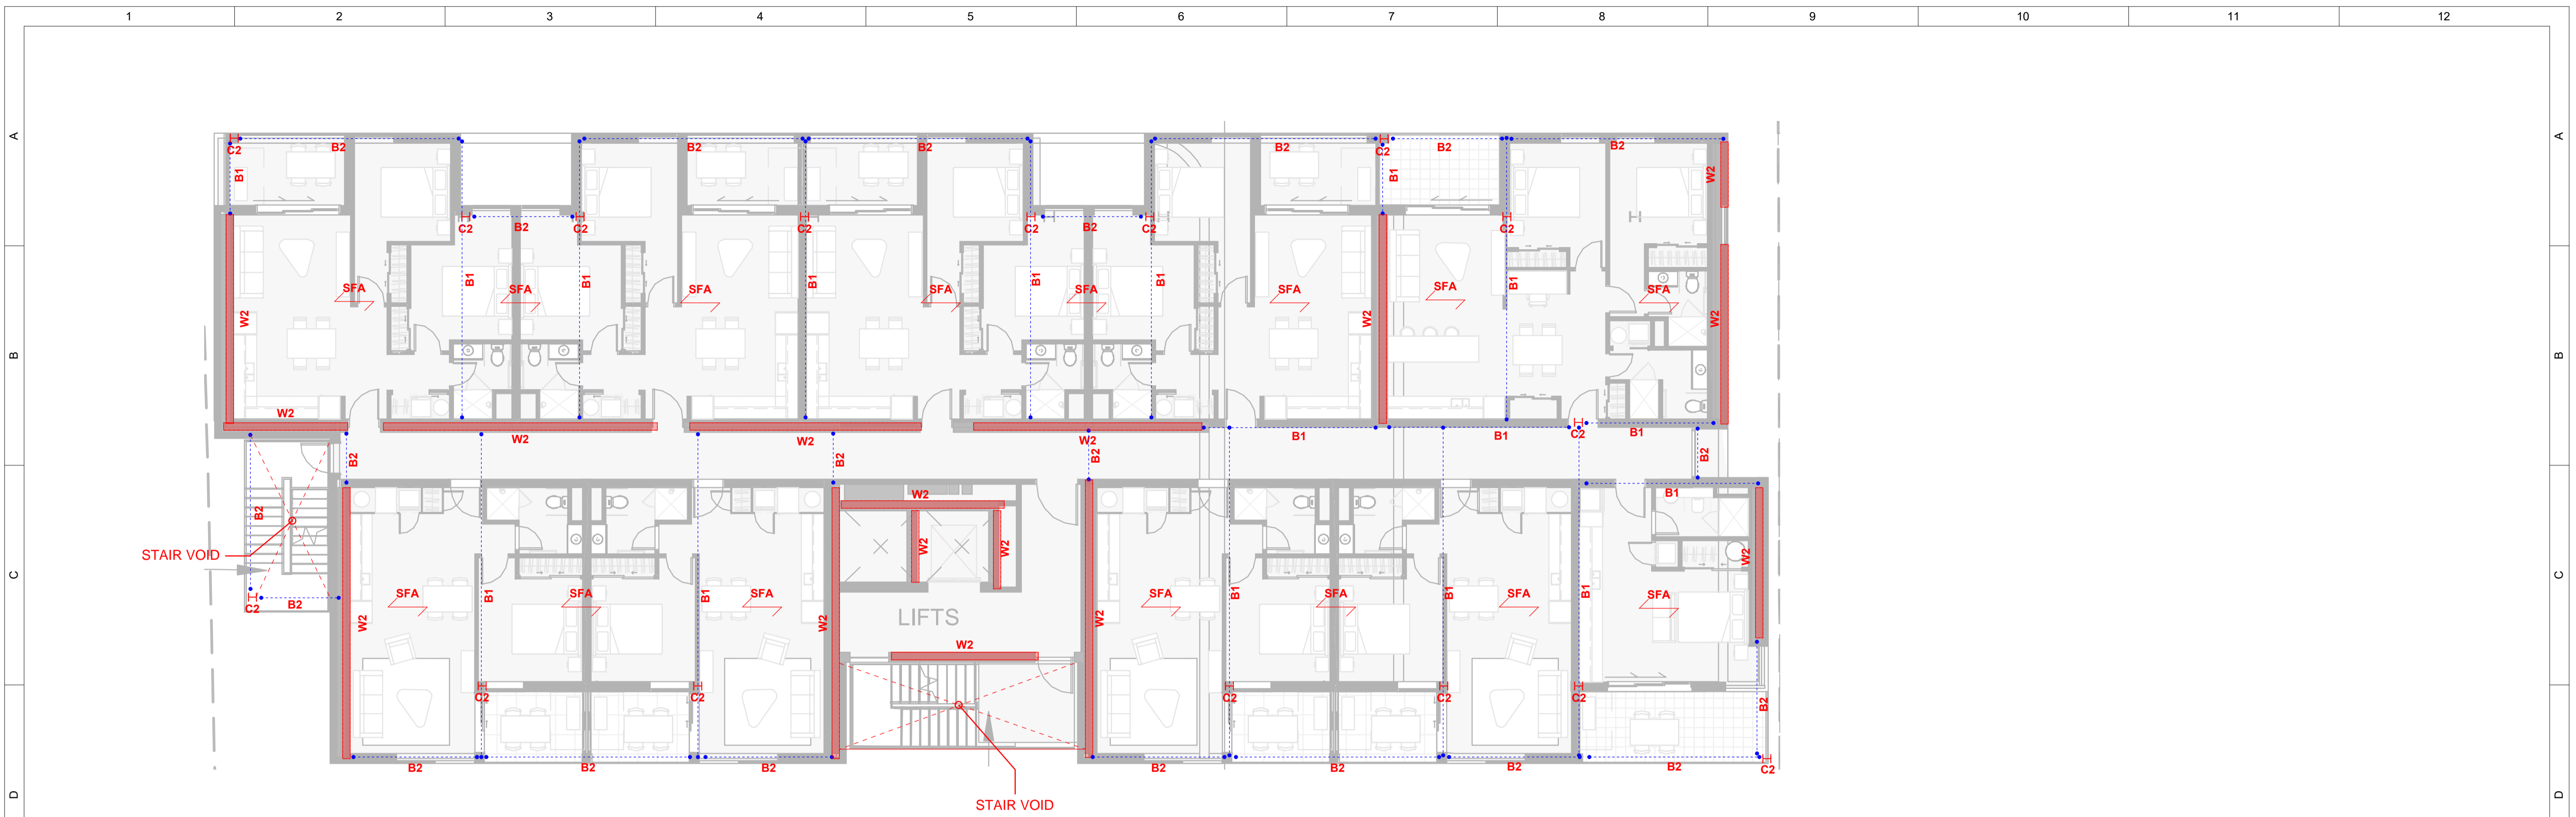 1 2 3 4 5 6 7 8 9 10 11 12
A A
C2 B2 B2 B2 B2 C2 B2 B2
B1 B1 W2
C2 B2 C2 C2 C2 B2 C2 C2
B1 B1 B1 B1 B1 B1
SFA SFA SFA SFA SFA SFA SFA SFA
W2 W2 W2
B B
W2 W2 W2 W2 B1 B1 C2 B1
B2 B2 B2 B2
B2 W2 B1
W2 W2 W2
STAIR VOID
C C
SFA SFA SFA SFA SFA SFA SFA
C2 B2 W2 B1 B1 W2 W2 B1 B1 B1
LIFTS
W2
C2 C2 C2 C2 C2
B2
B2 B2 B2 B2 B2 B2 B2 C2
D D
STAIR VOID